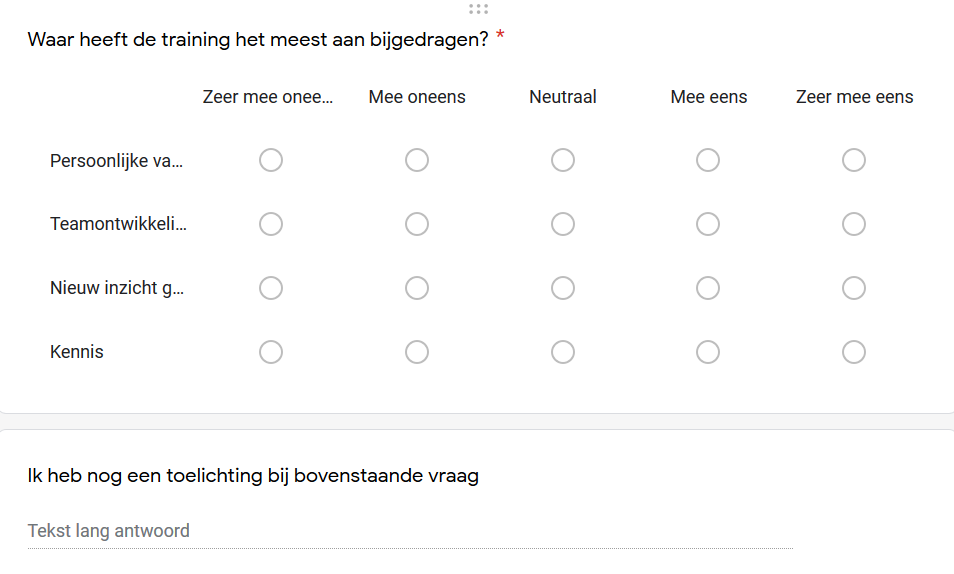 Waar heeft de training het meest aan bijgedragen? *
Zeer mee onee... Mee oneens Neutraal Mee eens Zeer mee eens
Persoonlijke va...
Teamontwikkeli...
Nieuw inzicht g...
Kennis
Ik heb nog een toelichting bij bovenstaande vraag
Tekst lang antwoord